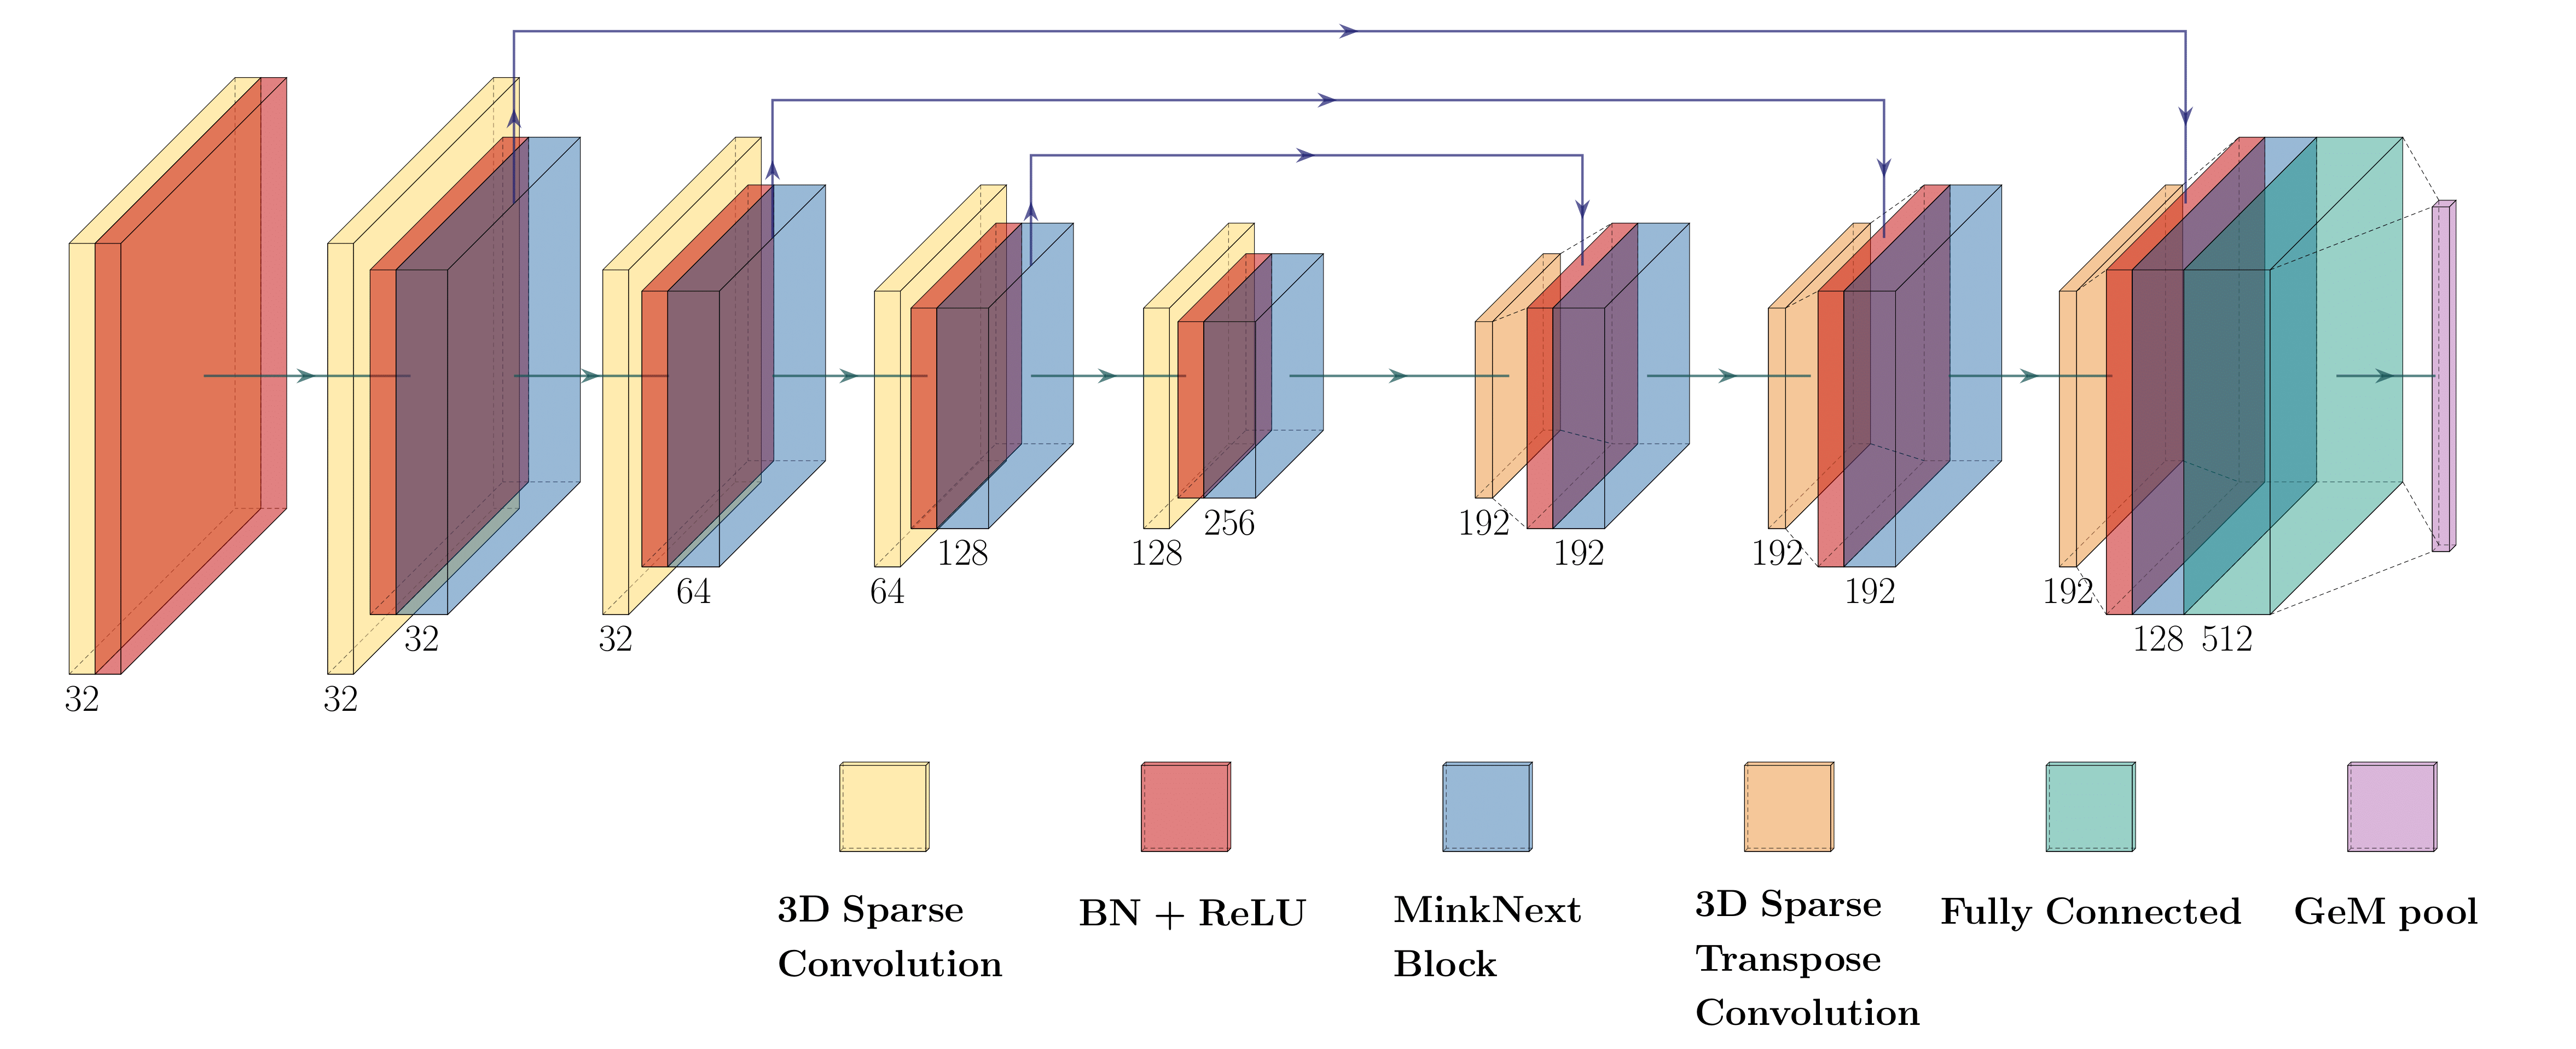 32
32
32
32
64
64
128
128
256
192
192
192
192
192
128
512
3D Sparse
Convolution
BN + ReLU
MinkNext
Block
3D Sparse
Transpose
Convolution
Fully Connected
GeM pool